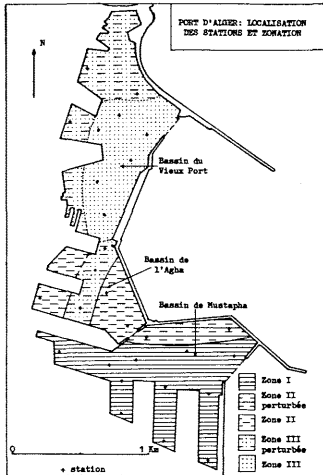 PORT D'ALGER: LOCALISATION
DES STATIONS ET ZONATION
N
Bassin du
Vieux Port
Bassin de
l'Agha
Bassin de Mustapha
Zone I
Zone II
perturbée
Zone II
Zone III
perturbée
Zone III
0 1 Km
+ station